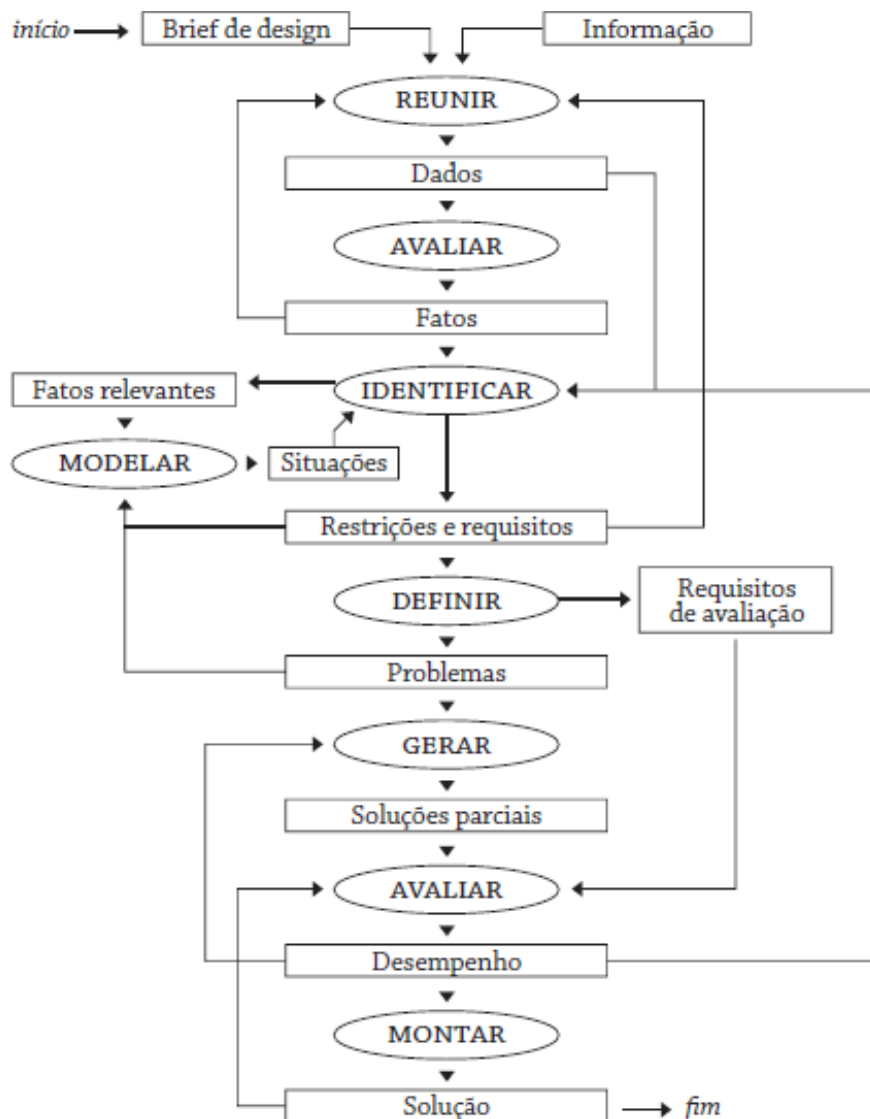 início
Brief de design
Informação
REUNIR
Dados
AVALIAR
Fatos
Fatos relevantes
IDENTIFICAR
MODELAR
Situações
Restrições e requisitos
DEFINIR
Requisitos
de avaliação
Problemas
GERAR
Soluções parciais
AVALIAR
Desempenho
MONTAR
Solução
fim